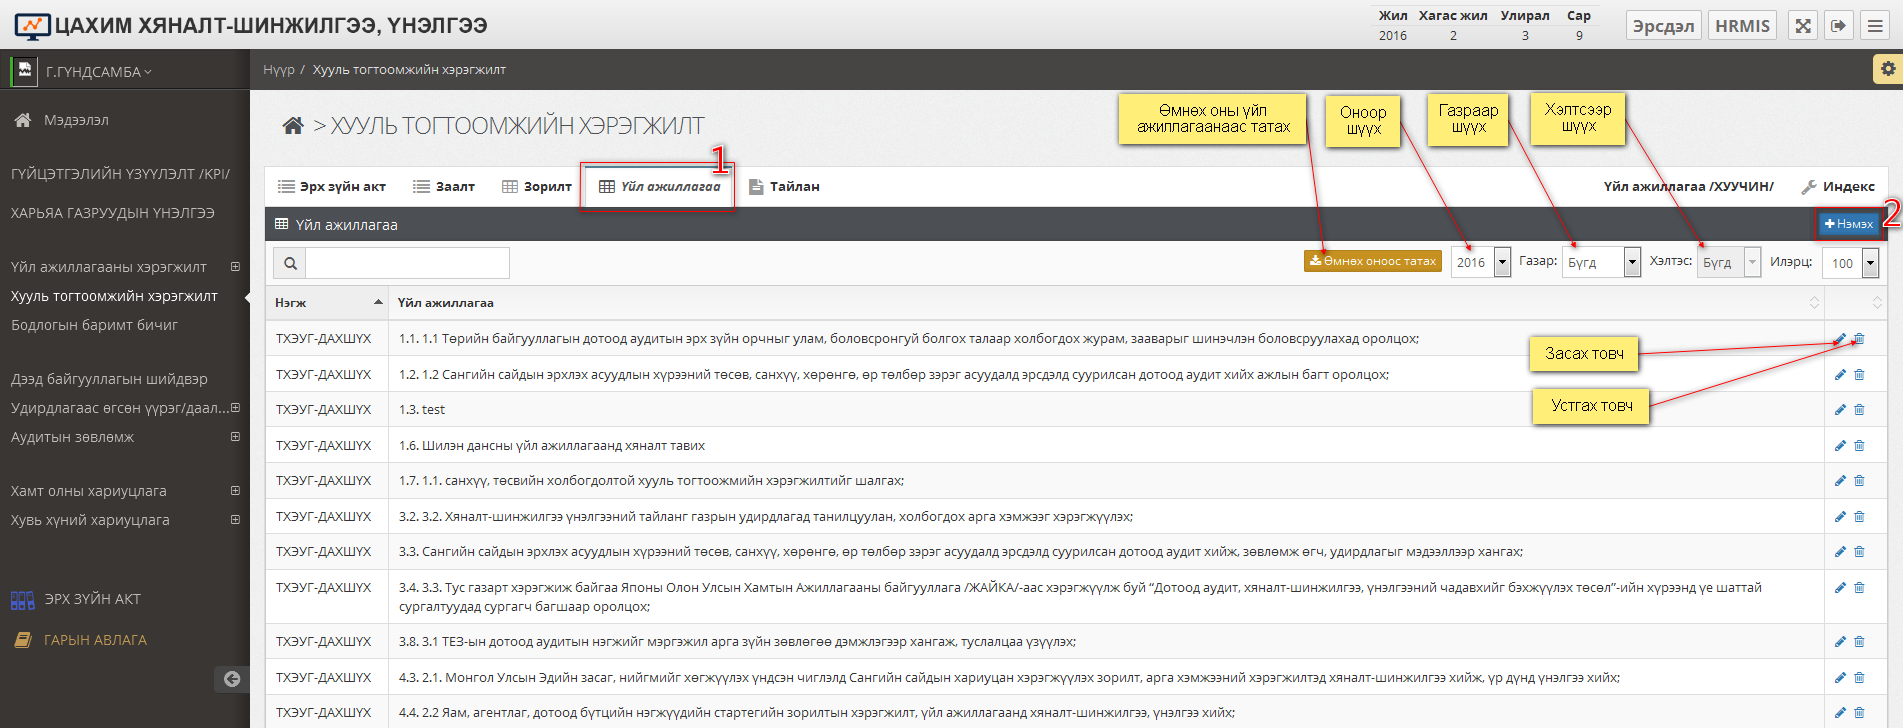 ЦАХИМ ХЯНАЛТ-ШИНЖИЛГЭЭ, ҮНЭЛГЭЭ
Жил Хагас жил Улирал Сар
2016 2 3 9
Эрсдэл HRMIS
Г.ГҮНДСАМБА
Нүүр / Хууль тогтоомжийн хэрэгжилт
Мэдээлэл
ГҮЙЦЭТГЭЛИЙН ҮЗҮҮЛЭЛТ /KPI/
ХАРЬЯА ГАЗРУУДЫН ҮНЭЛГЭЭ
Үйл ажиллагааны хэрэгжилт
Хууль тогтоомжийн хэрэгжилт
Бодлогын баримт бичиг
Дээд байгууллагын шийдвэр
Удирдлагаас өгсөн үүрэг/даал...
Аудитын зөвлөмж
Хамт олны хариуцлага
Хувь хүний хариуцлага
ЭРХ ЗҮЙН АКТ
ГАРЫН АВЛАГА
> ХУУЛЬ ТОГТООМЖИЙН ХЭРЭГЖИЛТ
Өмнөх оны үйл
ажиллагаанаас татах
Оноор
шүүх
Газраар
шүүх
Хэлтсээр
шүүх
1
Эрх зүйн акт Заалт Зорилт Үйл ажиллагаа Тайлан Үйл ажиллагаа /ХУУЧИН/ Индекс
Үйл ажиллагаа Нэмэх 2
Өмнөх оноос татах 2016 Газар: Бүгд Хэлтэс: Бүгд Илэрц: 100
Нэгж Үйл ажиллагаа
ТХЭУГ-ДАХШҮХ 1.1. 1.1 Төрийн байгууллагын дотоод аудитын эрх зүйн орчныг улам, боловсронгуй болгох талаар холбогдох журам, зааварыг шинэчлэн боловсруулахад оролцох;
Засах товч
ТХЭУГ-ДАХШҮХ 1.2. 1.2 Сангийн сайдын эрхлэх асуудлын хүрээний төсөв, санхүү, хөрөнгө, өр төлбөр зэрэг асуудалд эрсдэлд суурилсан дотоод аудит хийх ажлын багт оролцох;
ТХЭУГ-ДАХШҮХ 1.3. test
Устгах товч
ТХЭУГ-ДАХШҮХ 1.6. Шилэн дансны үйл ажиллагаанд хяналт тавих
ТХЭУГ-ДАХШҮХ 1.7. 1.1. санхүү, төсвийн холбогдолтой хууль тогтоожмийн хэрэгжилтийг шалгах;
ТХЭУГ-ДАХШҮХ 3.2. 3.2. Хяналт-шинжилгээ үнэлгээний тайланг газрын удирдлагад танилцуулан, холбогдох арга хэмжээг хэрэгжүүлэх;
ТХЭУГ-ДАХШҮХ 3.3. Сангийн сайдын эрхлэх асуудлын хүрээний төсөв, санхүү, хөрөнгө, өр төлбөр зэрэг асуудалд эрсдэлд суурилсан дотоод аудит хийж, зөвлөмж өгч, удирдлагыг мэдээллээр хангах;
ТХЭУГ-ДАХШҮХ 3.4. 3.3. Тус газарт хэрэгжиж байгаа Японы Олон Улсын Хамтын Ажиллагааны байгууллага /ЖАЙКА/-аас хэрэгжүүлж буй “Дотоод аудит, хяналт-шинжилгээ, үнэлгээний чадавхийг бэхжүүлэх төсөл”-ийн хүрээнд үе шаттай
сургалтуудад сургагч багшаар оролцох;
ТХЭУГ-ДАХШҮХ 3.8. 3.1 ТЕЗ-ын дотоод аудитын нэгжийг мэргэжил арга зүйн зөвлөгөө дэмжлэгээр хангаж, туслалцаа үзүүлэх;
ТХЭУГ-ДАХШҮХ 4.3. 2.1. Монгол Улсын Эдийн засаг, нийгмийг хөгжүүлэх үндсэн чиглэлд Сангийн сайдын хариуцан хэрэгжүүлэх зорилт, арга хэмжээний хэрэгжилтэд хяналт-шинжилгээ хийж, үр дүнд үнэлгээ хийх;
ТХЭУГ-ДАХШҮХ 4.4. 2.2 Яам, агентлаг, дотоод бүтцийн нэгжүүдийн стартегийн зорилтын хэрэгжилт, үйл ажиллагаанд хяналт-шинжилгээ, үнэлгээ хийх;